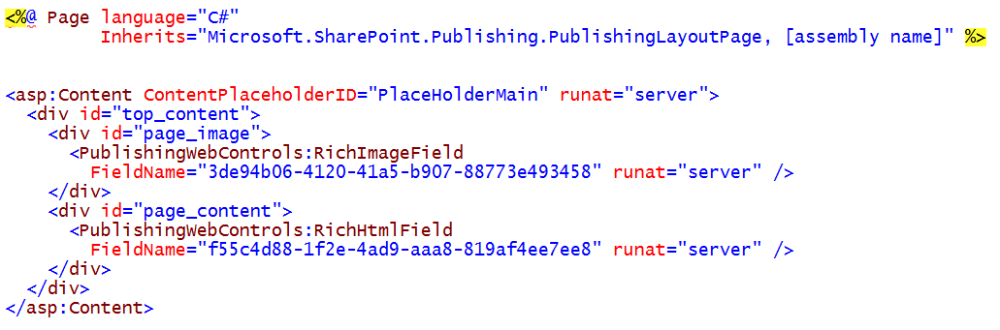 <%@ Page language="C#"
Inherits="Microsoft.SharePoint.Publishing.PublishingLayoutPage, [assembly name]" %>
<asp:Content ContentPlaceholderID="PlaceHolderMain" runat="server">
<div id="top_content">
<div id="page_image">
<PublishingWebControls:RichImageField
FieldName="3de94b06-4120-41a5-b907-88773e493458" runat="server" />
</div>
<div id="page_content">
<PublishingWebControls:RichHtmlField
FieldName="f55c4d88-1f2e-4ad9-aaa8-819af4ee7ee8" runat="server" />
</div>
</div>
</asp:Content>